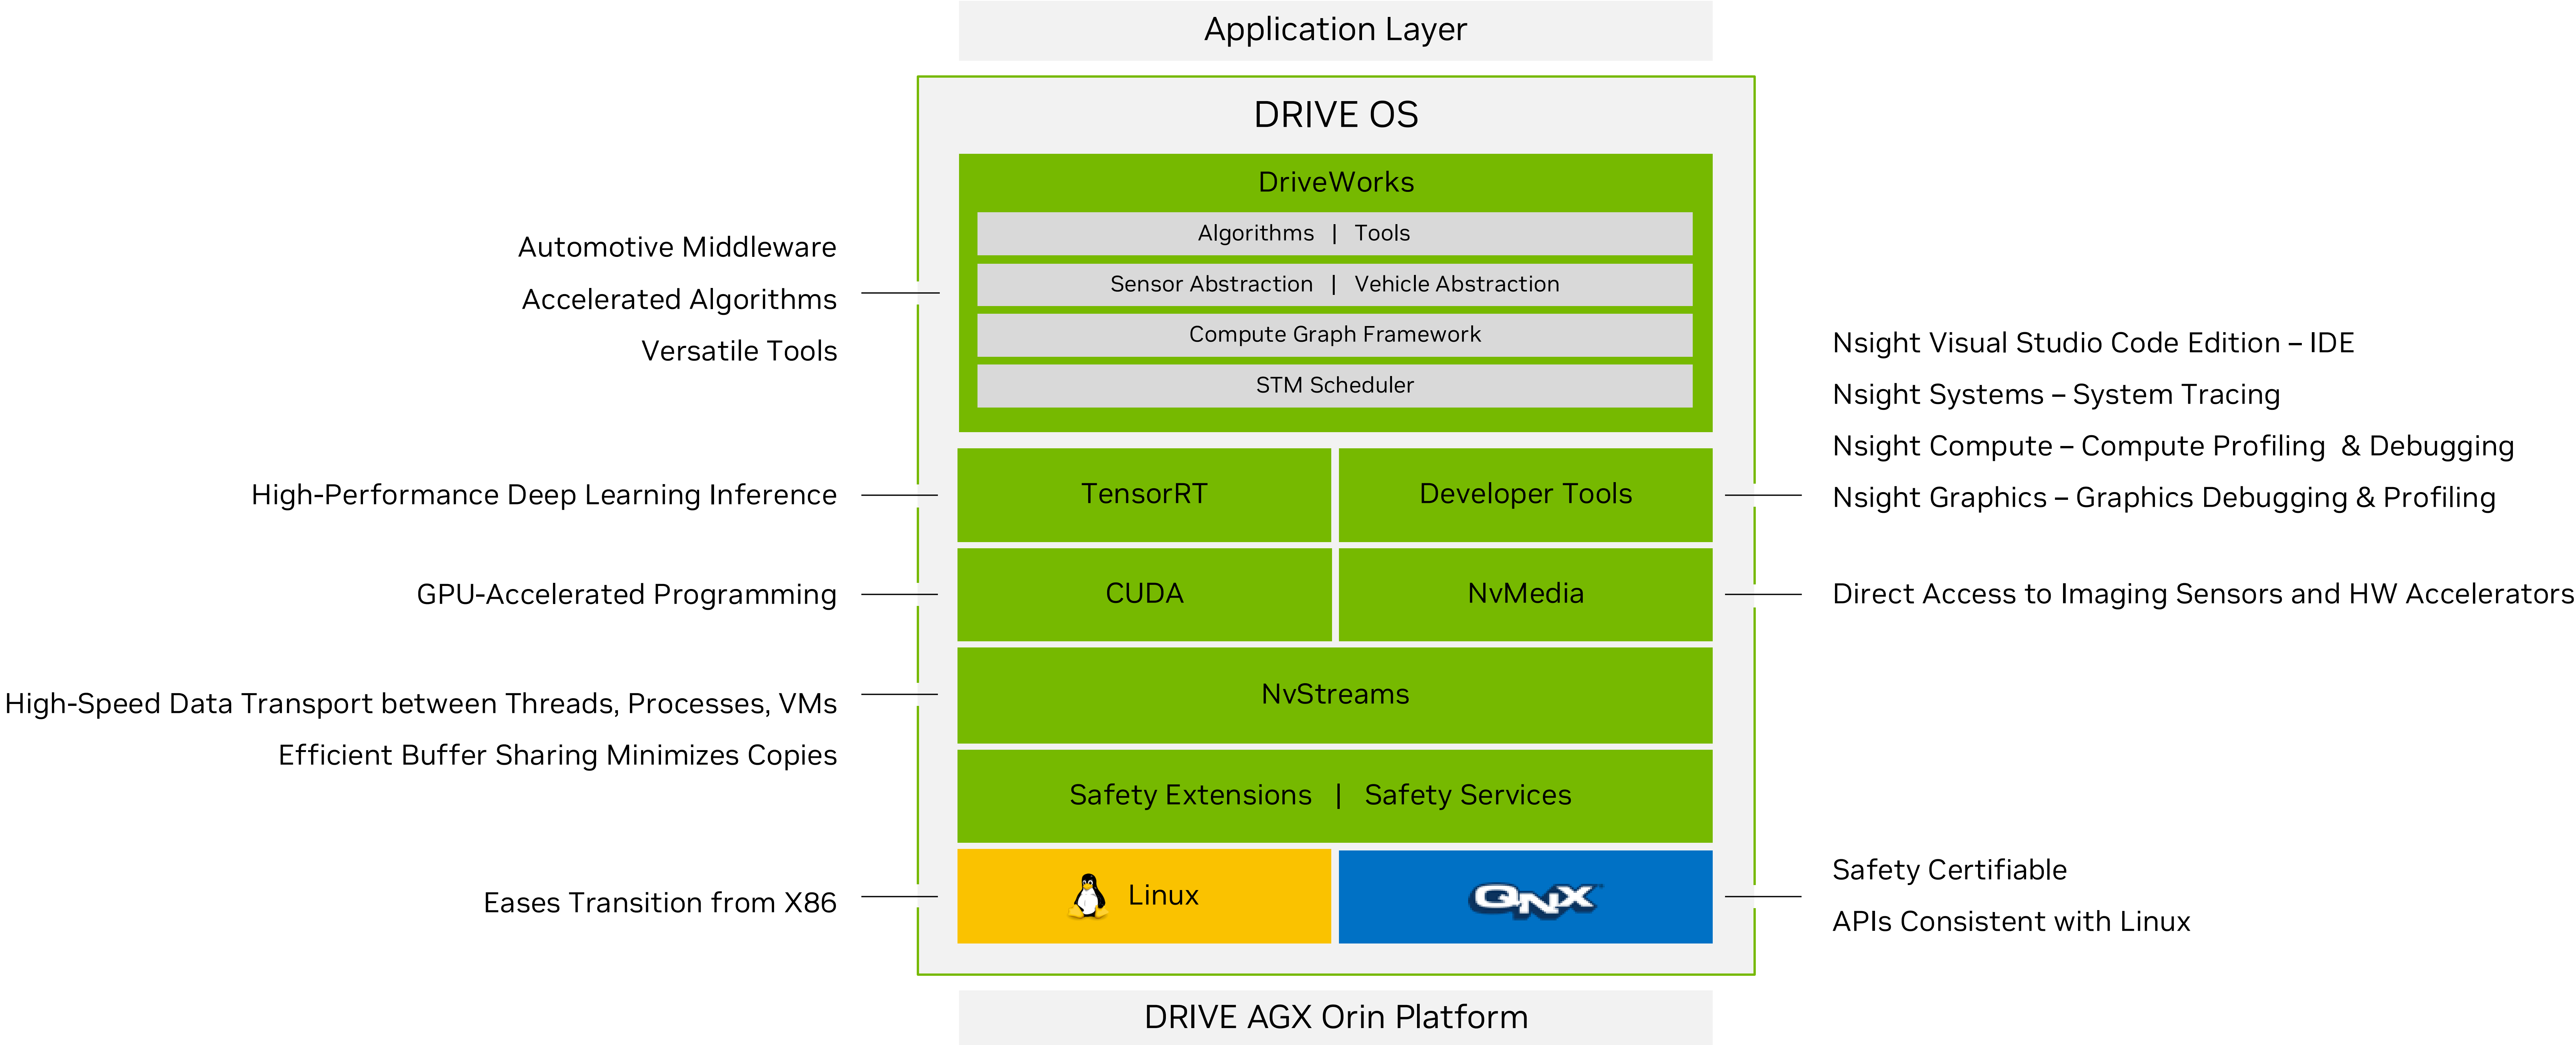 Application Layer
DRIVE OS
DriveWorks
Algorithms | Tools
Sensor Abstraction | Vehicle Abstraction
Compute Graph Framework
STM Scheduler
Automotive Middleware
Accelerated Algorithms
Versatile Tools
Nsight Visual Studio Code Edition – IDE
Nsight Systems – System Tracing
Nsight Compute – Compute Profiling & Debugging
Nsight Graphics – Graphics Debugging & Profiling
High-Performance Deep Learning Inference
TensorRT
Developer Tools
GPU-Accelerated Programming
CUDA
NvMedia
Direct Access to Imaging Sensors and HW Accelerators
High-Speed Data Transport between Threads, Processes, VMs
Efficient Buffer Sharing Minimizes Copies
NvStreams
Safety Extensions | Safety Services
Eases Transition from X86
Linux
QNX
Safety Certifiable
APIs Consistent with Linux
DRIVE AGX Orin Platform